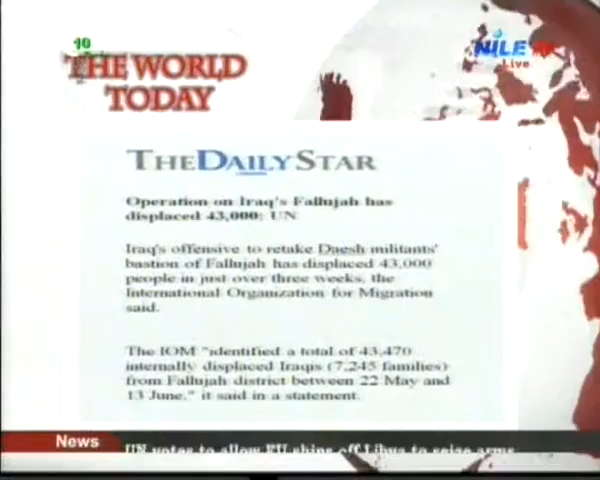 10
THE WORLD
TODAY
NILE
Live
THE DAILY STAR
Operation on Iraq's Fallujah has
displaced 43,000: UN
Iraq's offensive to retake Daesh militants'
bastion of Fallujah has displaced 43,000
people in just over three weeks, the
International Organization for Migration
said.
The IOM "identified a total of 43,470
internally displaced Iraqis (7,245 families)
from Fallujah district between 22 May and
13 June," it said in a statement.
News
UN votes to allow EU ships off Libya to seize arms